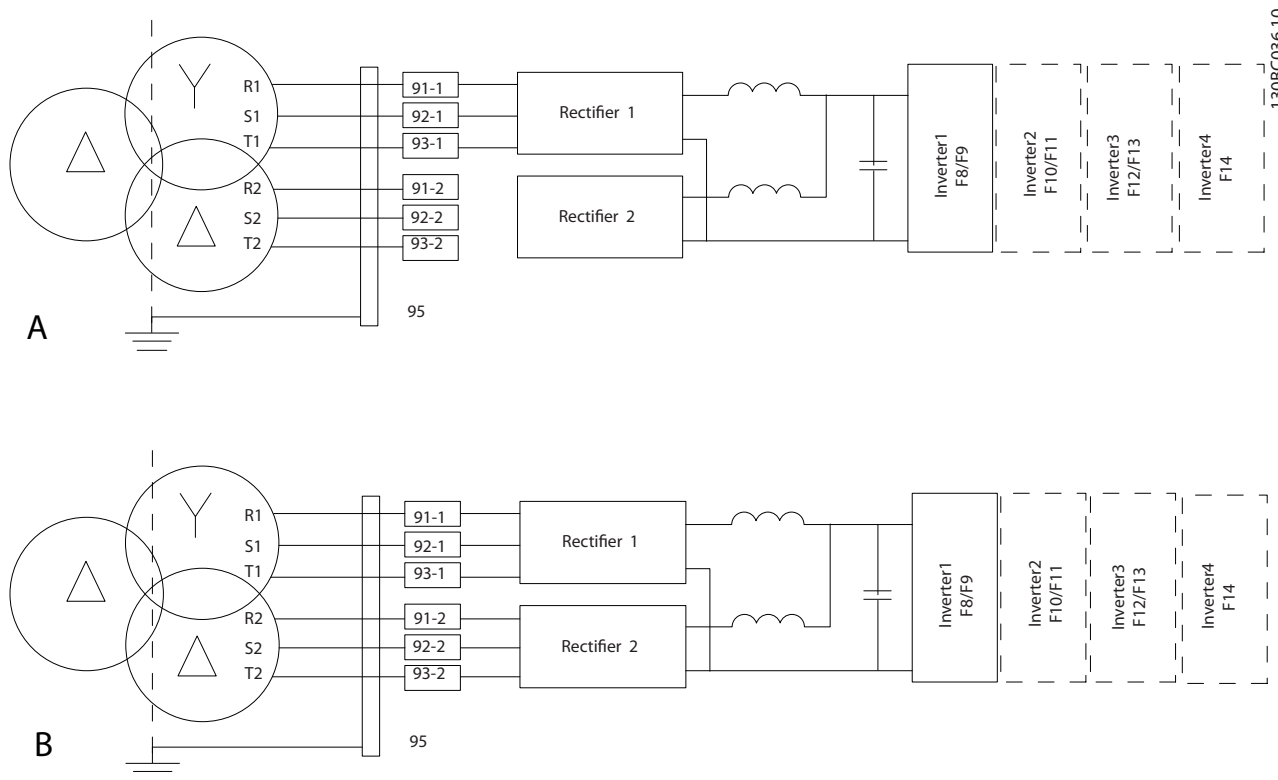 130BC036.10
R1
S1
T1
R2
S2
T2
91-1
92-1
93-1
91-2
92-2
93-2
95
Rectifier 1
Rectifier 2
Inverter1
F8/F9
Inverter2
F10/F11
Inverter3
F12/F13
Inverter4
F14
A
R1
S1
T1
R2
S2
T2
91-1
92-1
93-1
91-2
92-2
93-2
95
Rectifier 1
Rectifier 2
Inverter1
F8/F9
Inverter2
F10/F11
Inverter3
F12/F13
Inverter4
F14
B